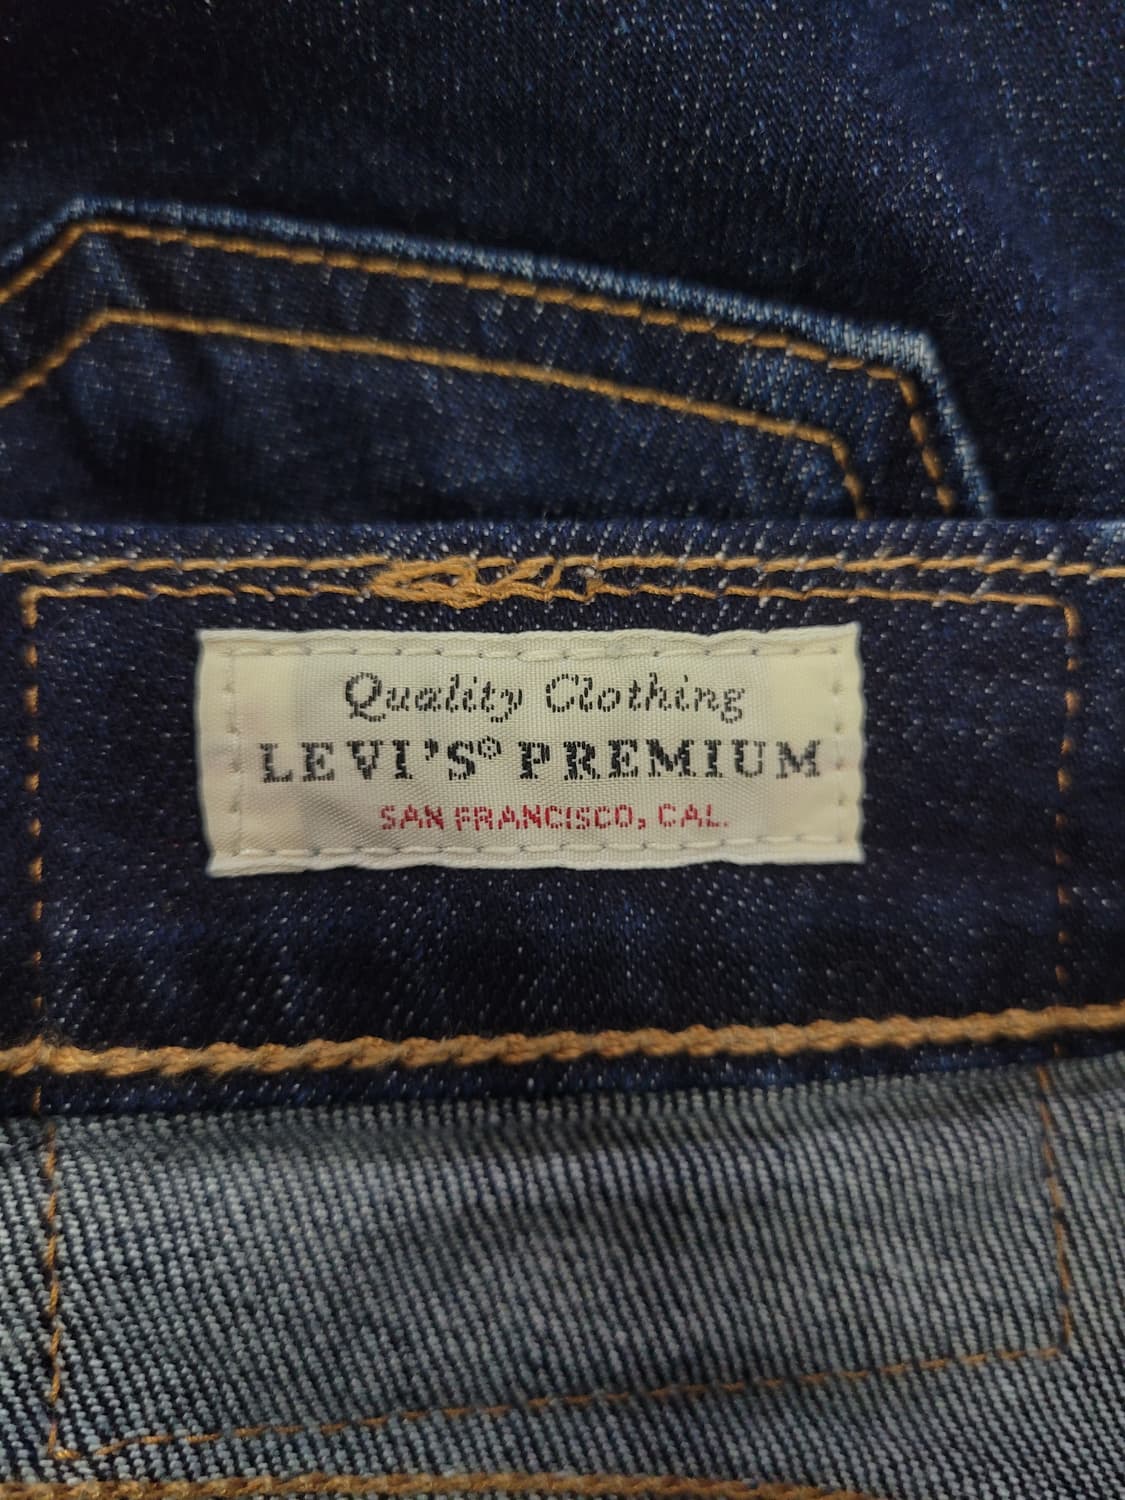 Quality Clothing
LEVI'S® PREMIUM
SAN FRANCISCO, CAL.